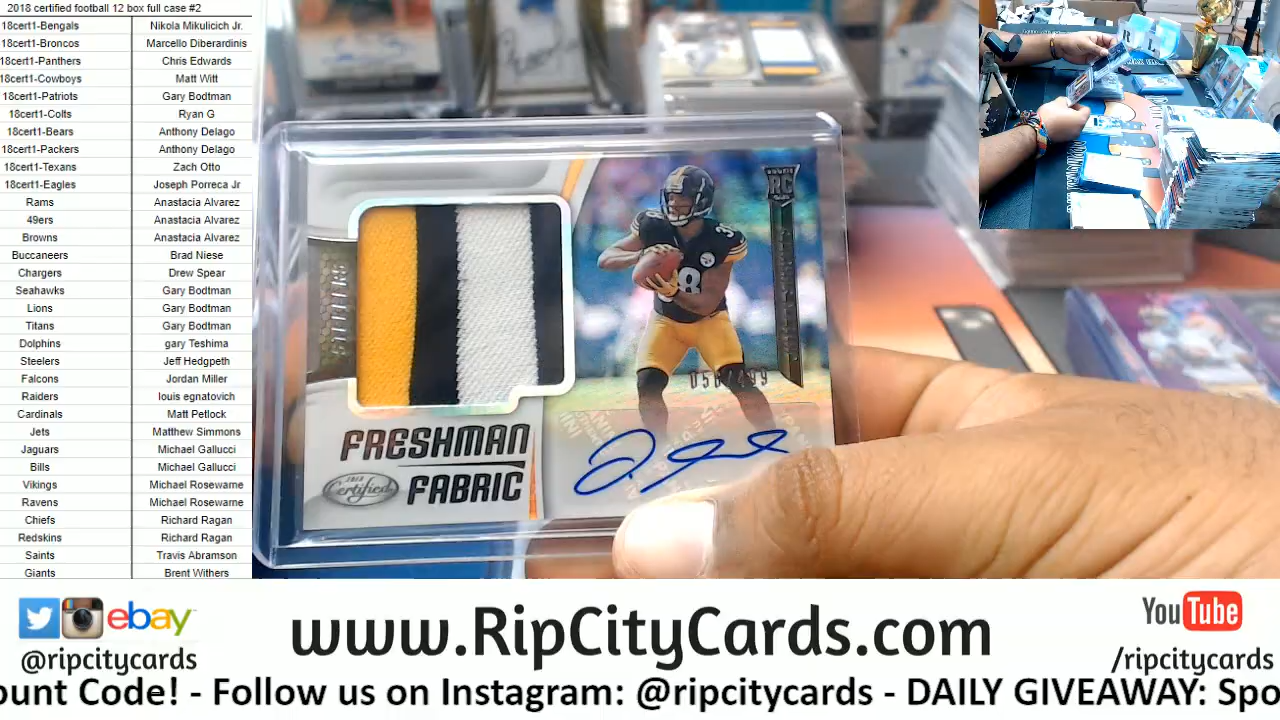 2018 certified football 12 box full case #2
18cert1-Bengals Nikola Mikulicich Jr.
18cert1-Broncos Marcello Diberardinis
18cert1-Panthers Chris Edwards
18cert1-Cowboys Matt Witt
18cert1-Patriots Gary Bodtman
18cert1-Colts Ryan G
18cert1-Bears Anthony Delago
18cert1-Packers Anthony Delago
18cert1-Texans Zach Otto
18cert1-Eagles Joseph Porreca Jr
Rams Anastacia Alvarez
49ers Anastacia Alvarez
Browns Anastacia Alvarez
Buccaneers Brad Niese
Chargers Drew Spear
Seahawks Gary Bodtman
Lions Gary Bodtman
Titans Gary Bodtman
Dolphins gary Teshima
Steelers Jeff Hedgpeth
Falcons Jordan Miller
Raiders louis egnatovich
Cardinals Matt Petlock
Jets Matthew Simmons
Jaguars Michael Gallucci
Bills Michael Gallucci
Vikings Michael Rosewarne
Ravens Michael Rosewarne
Chiefs Richard Ragan
Redskins Richard Ragan
Saints Travis Abramson
Giants Brent Withers
STEELERS
RC
38
FRESHMAN
FABRIC
2018
Certified
ebay
@ripcitycards
www.RipCityCards.com
YouTube
/ripcitycards
ount Code! - Follow us on Instagram: @ripcitycards - DAILY GIVEAWAY: Spo